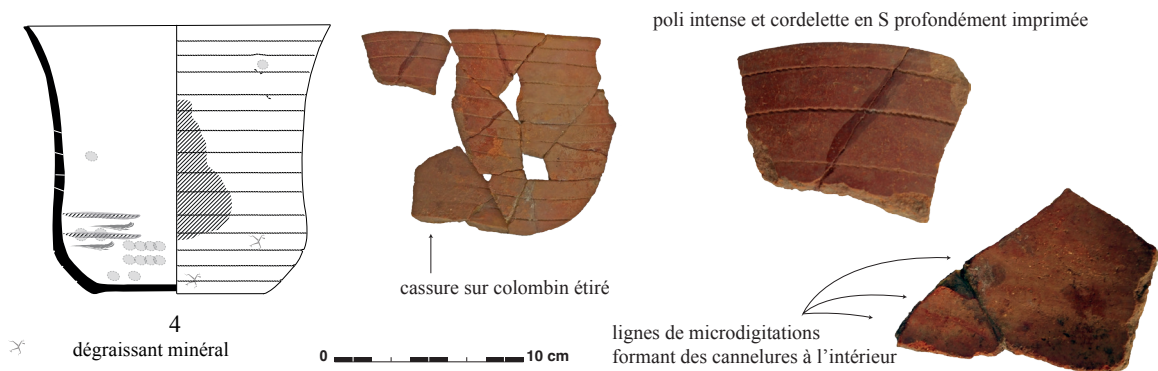 poli intense et cordelette en S profondément imprimée
cassure sur colombin étiré
4
dégraissant minéral
0 10 cm
lignes de microdigitations
formant des cannelures à l’intérieur